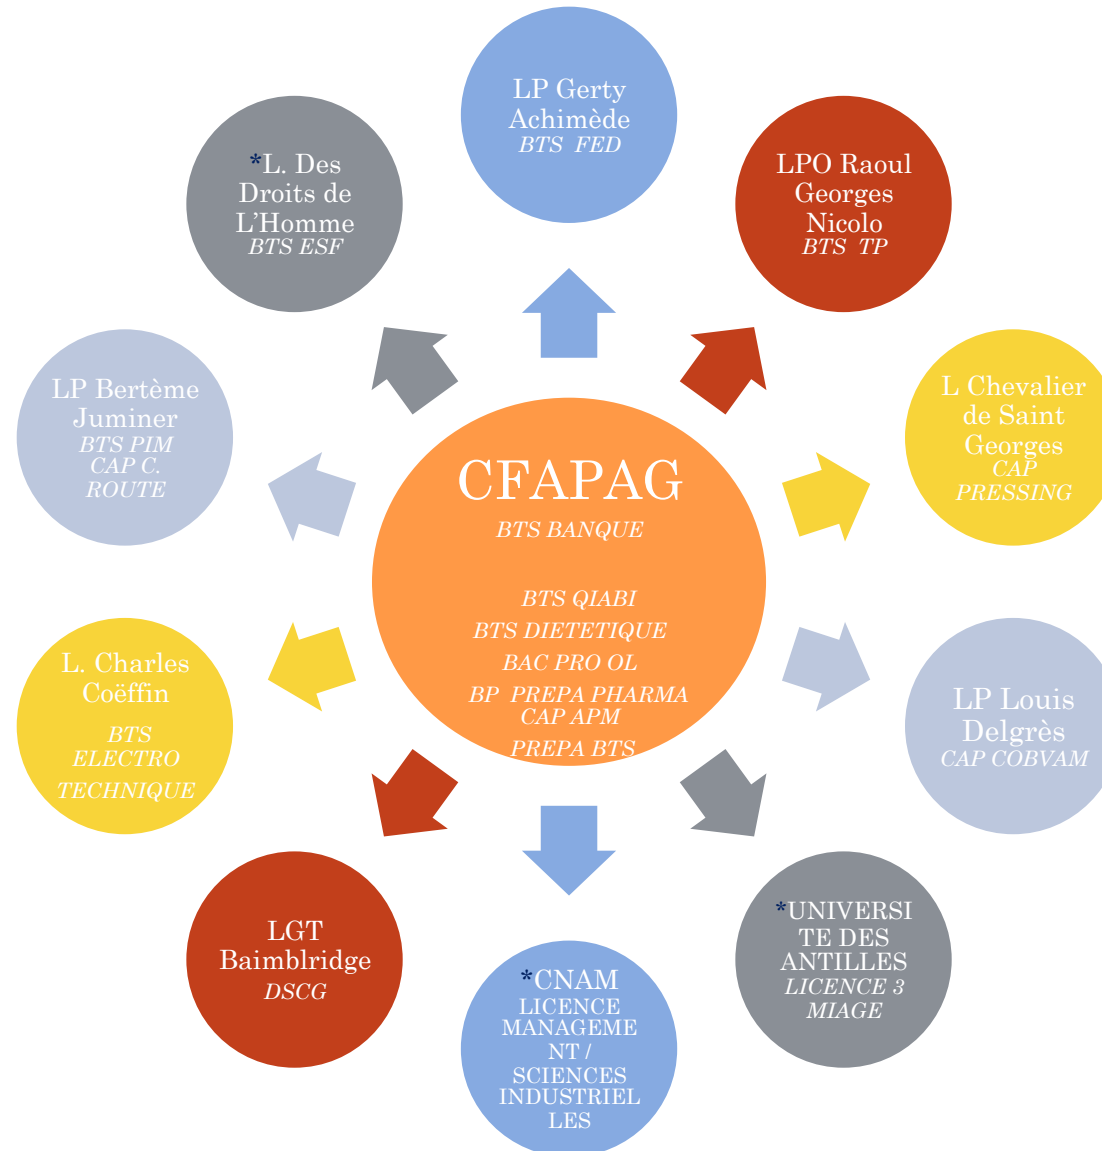 LP Gerty
Achimède
BTS FED
LPO Raoul
Georges
Nicolo
BTS TP
L Chevalier
de Saint
Georges
CAP
PRESSING
LP Louis
Delgrès
CAP COBVAM
*UNIVERSI
TE DES
ANTILLES
LICENCE 3
MIAGE
*CNAM
LICENCE
MANAGEME
NT /
SCIENCES
INDUSTRIEL
LES
LGT
Baimblridge
DSCG
L. Charles
Coëffin
BTS
ELECTRO
TECHNIQUE
LP Bertème
Juminer
BTS PIM
CAP C.
ROUTE
*L. Des
Droits de
L'Homme
BTS ESF
CFAPAG
BTS BANQUE
BTS QIABI
BTS DIETETIQUE
BAC PRO OL
BP PREPA PHARMA
CAP APM
PREPA BTS